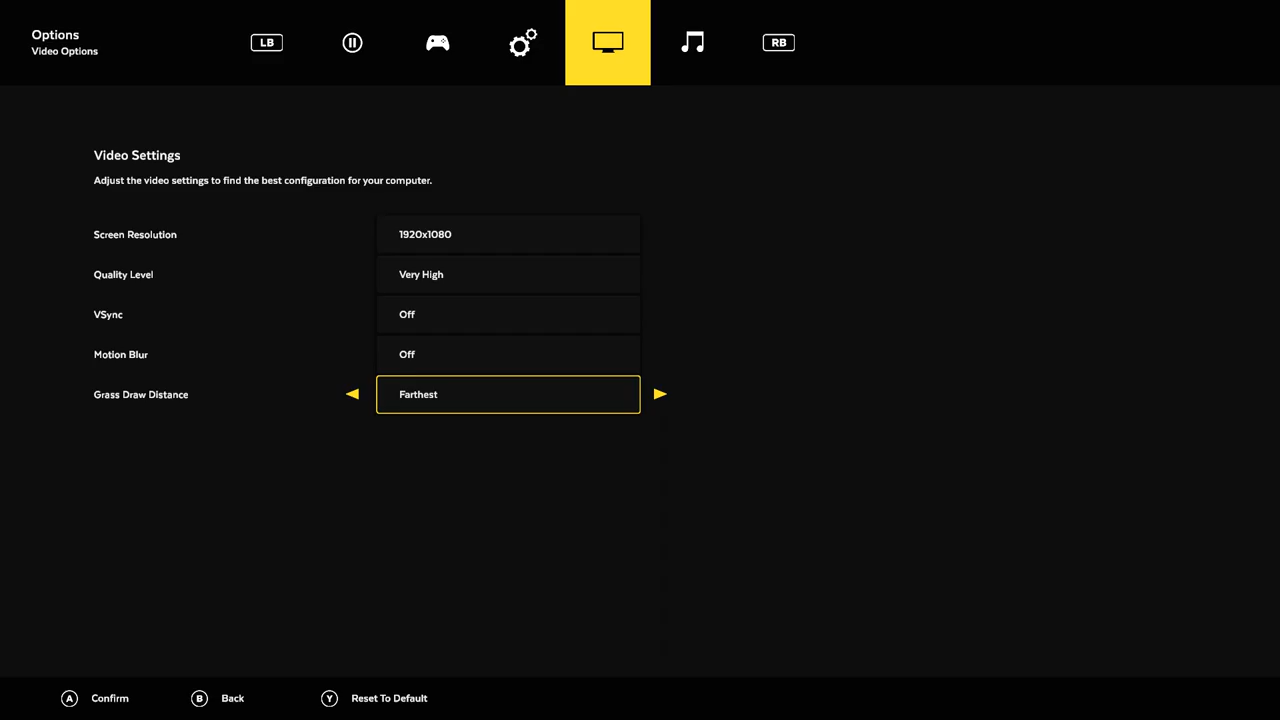 Options
Video Options
LB
RB
Video Settings
Adjust the video settings to find the best configuration for your computer.
Screen Resolution 1920x1080
Quality Level Very High
VSync Off
Motion Blur Off
Grass Draw Distance Farthest
A Confirm B Back Y Reset To Default